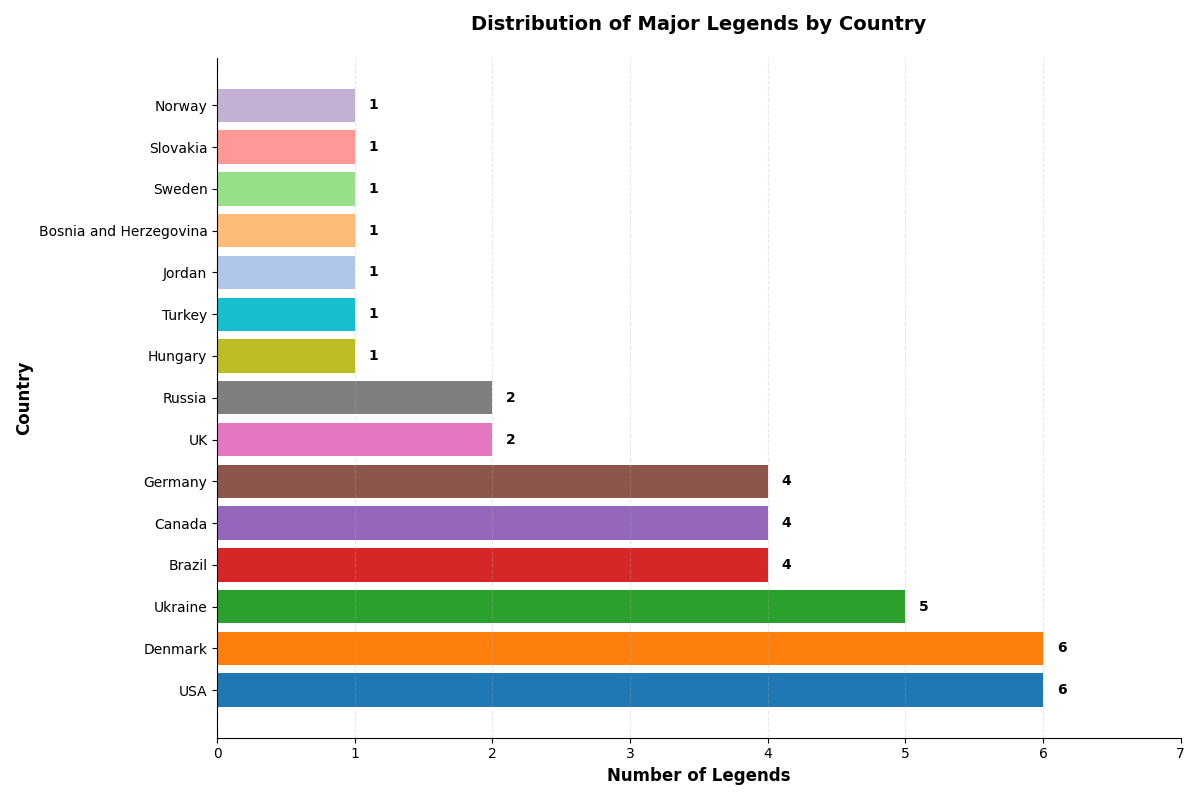 Distribution of Major Legends by Country
Country
Norway 1
Slovakia 1
Sweden 1
Bosnia and Herzegovina 1
Jordan 1
Turkey 1
Hungary 1
Russia 2
UK 2
Germany 4
Canada 4
Brazil 4
Ukraine 5
Denmark 6
USA 6
0 1 2 3 4 5 6 7
Number of Legends